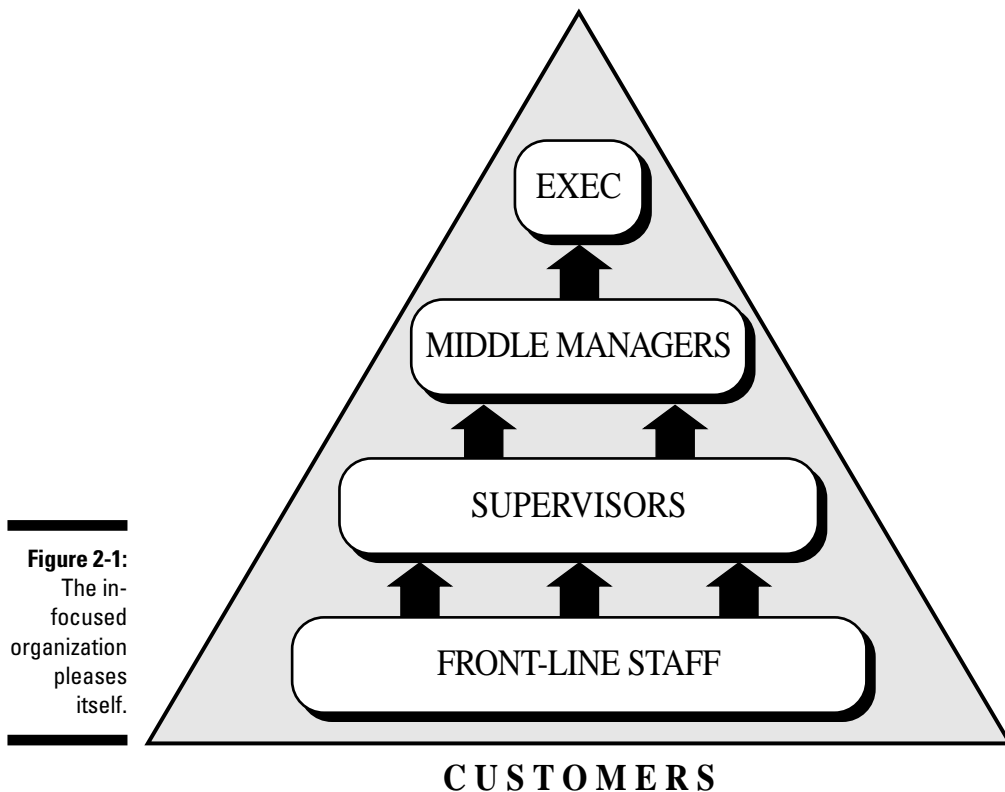 EXEC
MIDDLE MANAGERS
SUPERVISORS
FRONT-LINE STAFF
CUSTOMERS
Figure 2-1:
The in-
focused
organization
pleases
itself.